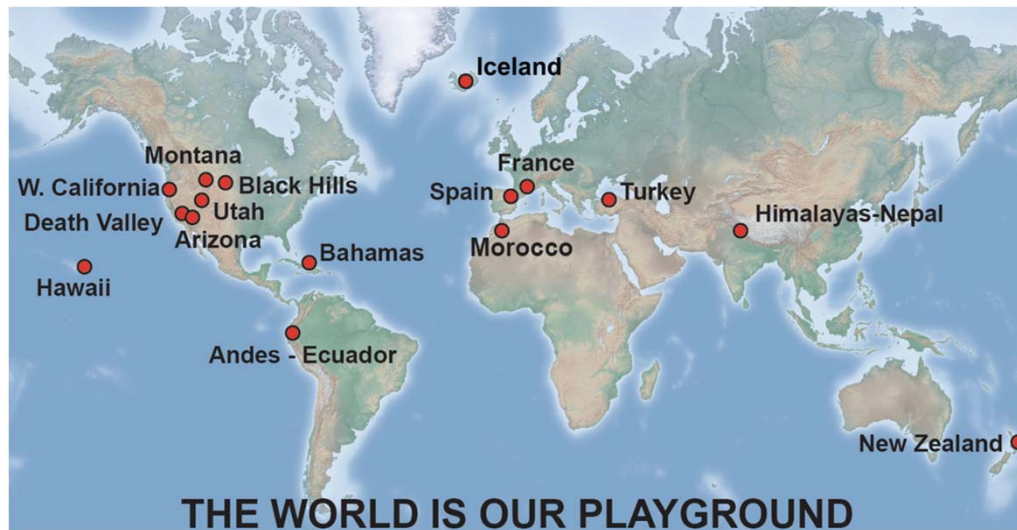 Iceland
Montana
France
W. California
Black Hills
Spain
Turkey
Death Valley
Utah
Himalayas-Nepal
Arizona
Morocco
Bahamas
Hawaii
Andes - Ecuador
New Zealand
THE WORLD IS OUR PLAYGROUND